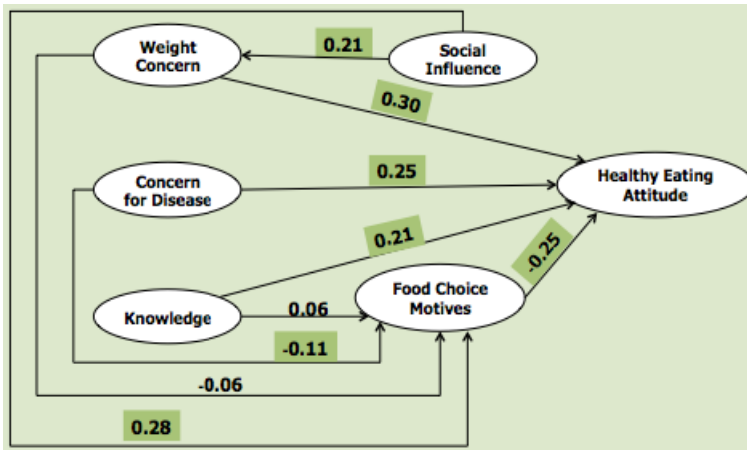 0.21
Weight
Concern
Social
Influence
0.30
Concern
for Disease
0.25
Healthy Eating
Attitude
0.21
-0.25
Food Choice
Motives
Knowledge
0.06
-0.11
-0.06
0.28